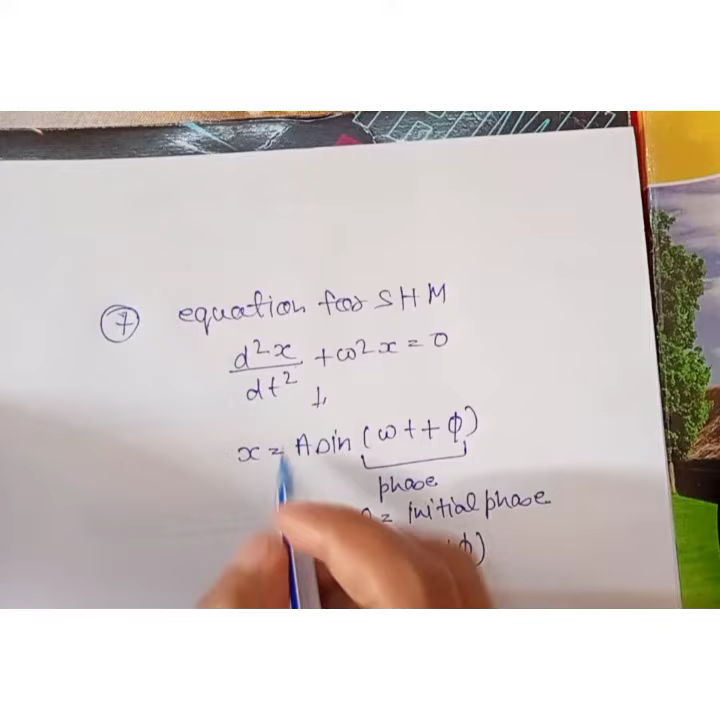 7 equation for SHM
d²x/dt² + ω²x = 0
x = A sin (ωt + φ)
phase
= initial phase
φ)